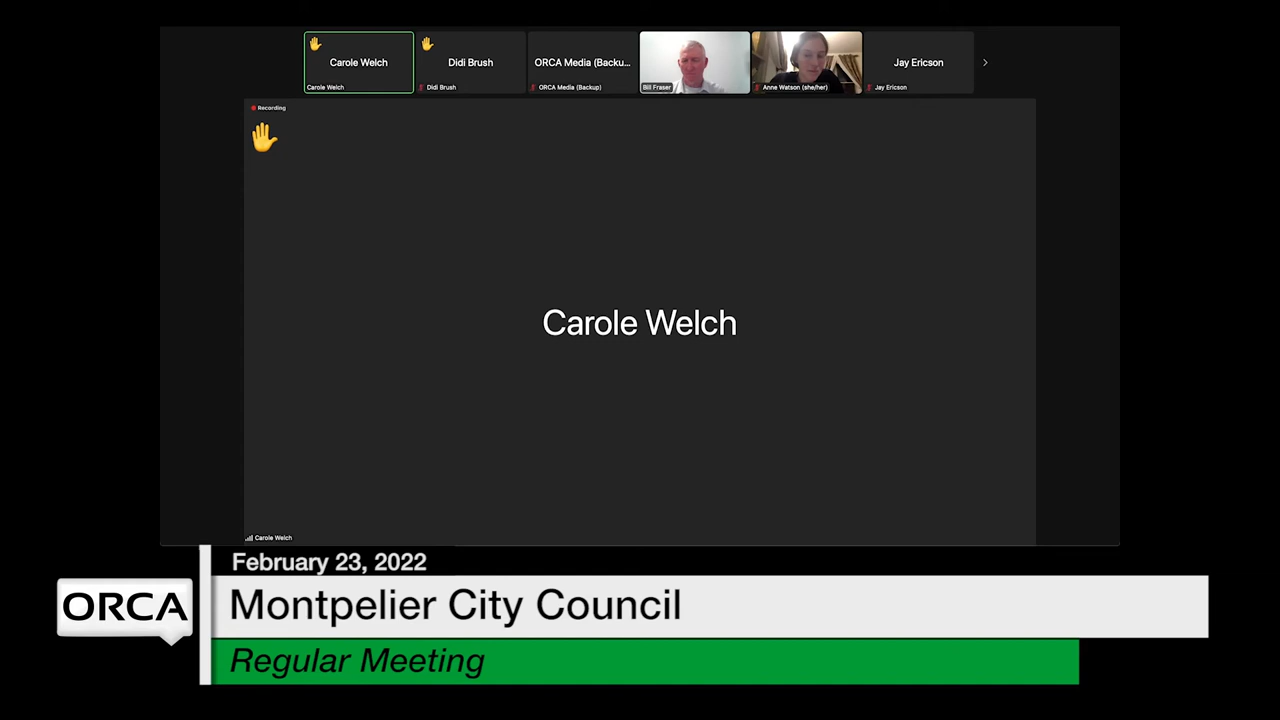 Carole Welch
Didi Brush
ORCA Media (Backu...
Jay Ericson
Carole Welch
Didi Brush
ORCA Media (Backup)
Bill Fraser
Anne Watson (she/her)
Jay Ericson
Recording
Carole Welch
Carole Welch
February 23, 2022
ORCA
Montpelier City Council
Regular Meeting